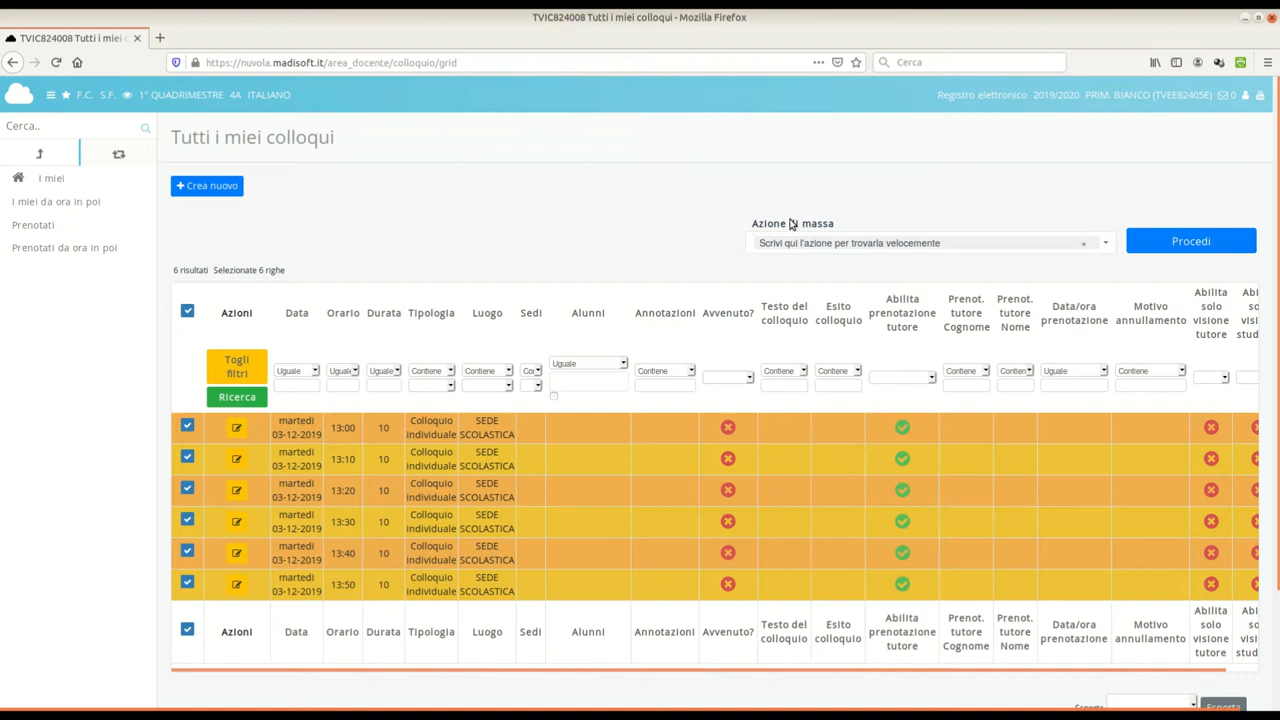 TVIC824008 Tutti i miei colloqui - Mozilla Firefox
TVIC824008 Tutti i miei c
https://nuvola.madisoft.it/area_docente/colloquio/grid
Cerca
F.C. S.F. 1° QUADRIMESTRE 4A ITALIANO
Registro elettronico 2019/2020 PRIM. BIANCO (TVEE82405E) 0
Cerca..
Tutti i miei colloqui
I miei
I miei da ora in poi
Prenotati
Prenotati da ora in poi
Crea nuovo
Azione di massa
Scrivi qui l'azione per trovarla velocemente ×
Procedi
6 risultati Selezionate 6 righe
Azioni Data Orario Durata Tipologia Luogo Sedi Alunni Annotazioni Avvenuto? Testo del colloquio Esito colloquio Abilita prenotazione tutore Prenot. tutore Cognome Prenot. tutore Nome Data/ora prenotazione Motivo annullamento Abilita solo visione tutore
Togli filtri Uguale Uguale Uguale Contiene Contiene Uguale Contiene Contiene Contiene Contiene Contiene Uguale Contiene
Ricerca
martedì 03-12-2019 13:00 10 Colloquio individuale SEDE SCOLASTICA
martedì 03-12-2019 13:10 10 Colloquio individuale SEDE SCOLASTICA
martedì 03-12-2019 13:20 10 Colloquio individuale SEDE SCOLASTICA
martedì 03-12-2019 13:30 10 Colloquio individuale SEDE SCOLASTICA
martedì 03-12-2019 13:40 10 Colloquio individuale SEDE SCOLASTICA
martedì 03-12-2019 13:50 10 Colloquio individuale SEDE SCOLASTICA
Azioni Data Orario Durata Tipologia Luogo Sedi Alunni Annotazioni Avvenuto? Testo del colloquio Esito colloquio Abilita prenotazione tutore Prenot. tutore Cognome Prenot. tutore Nome Data/ora prenotazione Motivo annullamento Abilita solo visione tutore
Esporta Esporta